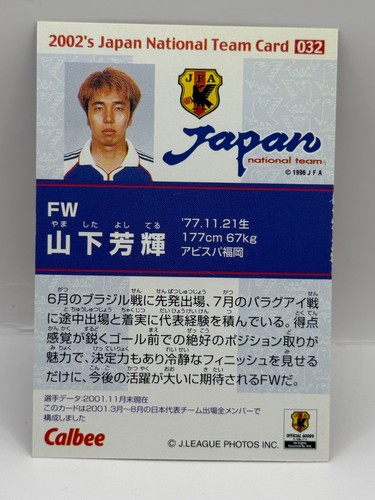 2002's Japan National Team Card 032
JFA
Japan
national team
© 1996 J F A
FW
やま した よし てる
山下芳輝
'77.11.21生
177cm 67kg
アビスパ福岡
6月のブラジル戦に先発出場、7月のパラグアイ戦
に途中出場と着実に代表経験を積んでいる。得点
感覚が鋭くゴール前での絶好のポジション取りが
魅力で、決定力もあり冷静なフィニッシュを見せる
だけに、今後の活躍が大いに期待されるFWだ。
選手データ:2001.11月末現在
このカードは2001.3月〜8月の日本代表チーム出場全メンバーで
構成しました
Calbee
© J.LEAGUE PHOTOS INC.